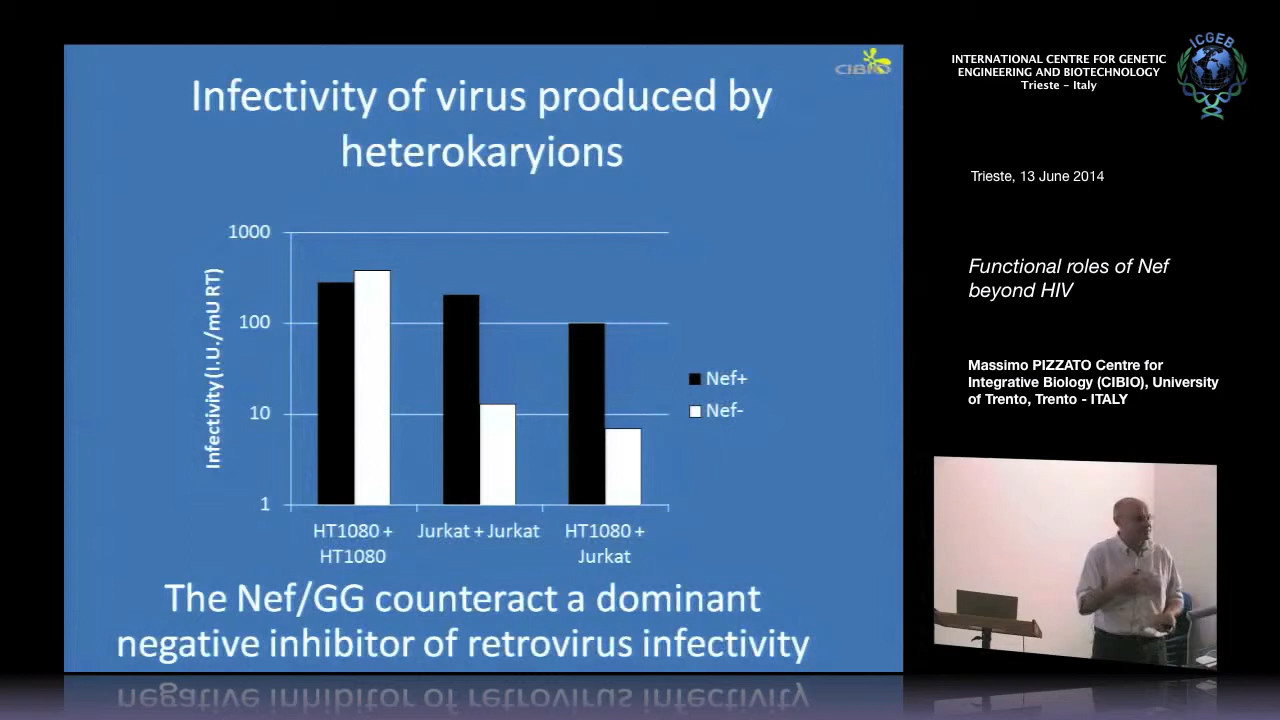 CIBIO
Infectivity of virus produced by
heterokaryions
Infectivity (I.U./mU RT)
1000
100
10
1
HT1080 +
HT1080
Jurkat + Jurkat
HT1080 +
Jurkat
Nef+
Nef-
The Nef/GG counteract a dominant
negative inhibitor of retrovirus infectivity
ICGEB
INTERNATIONAL CENTRE FOR GENETIC
ENGINEERING AND BIOTECHNOLOGY
Trieste – Italy
Trieste, 13 June 2014
Functional roles of Nef
beyond HIV
Massimo PIZZATO Centre for
Integrative Biology (CIBIO), University
of Trento, Trento - ITALY